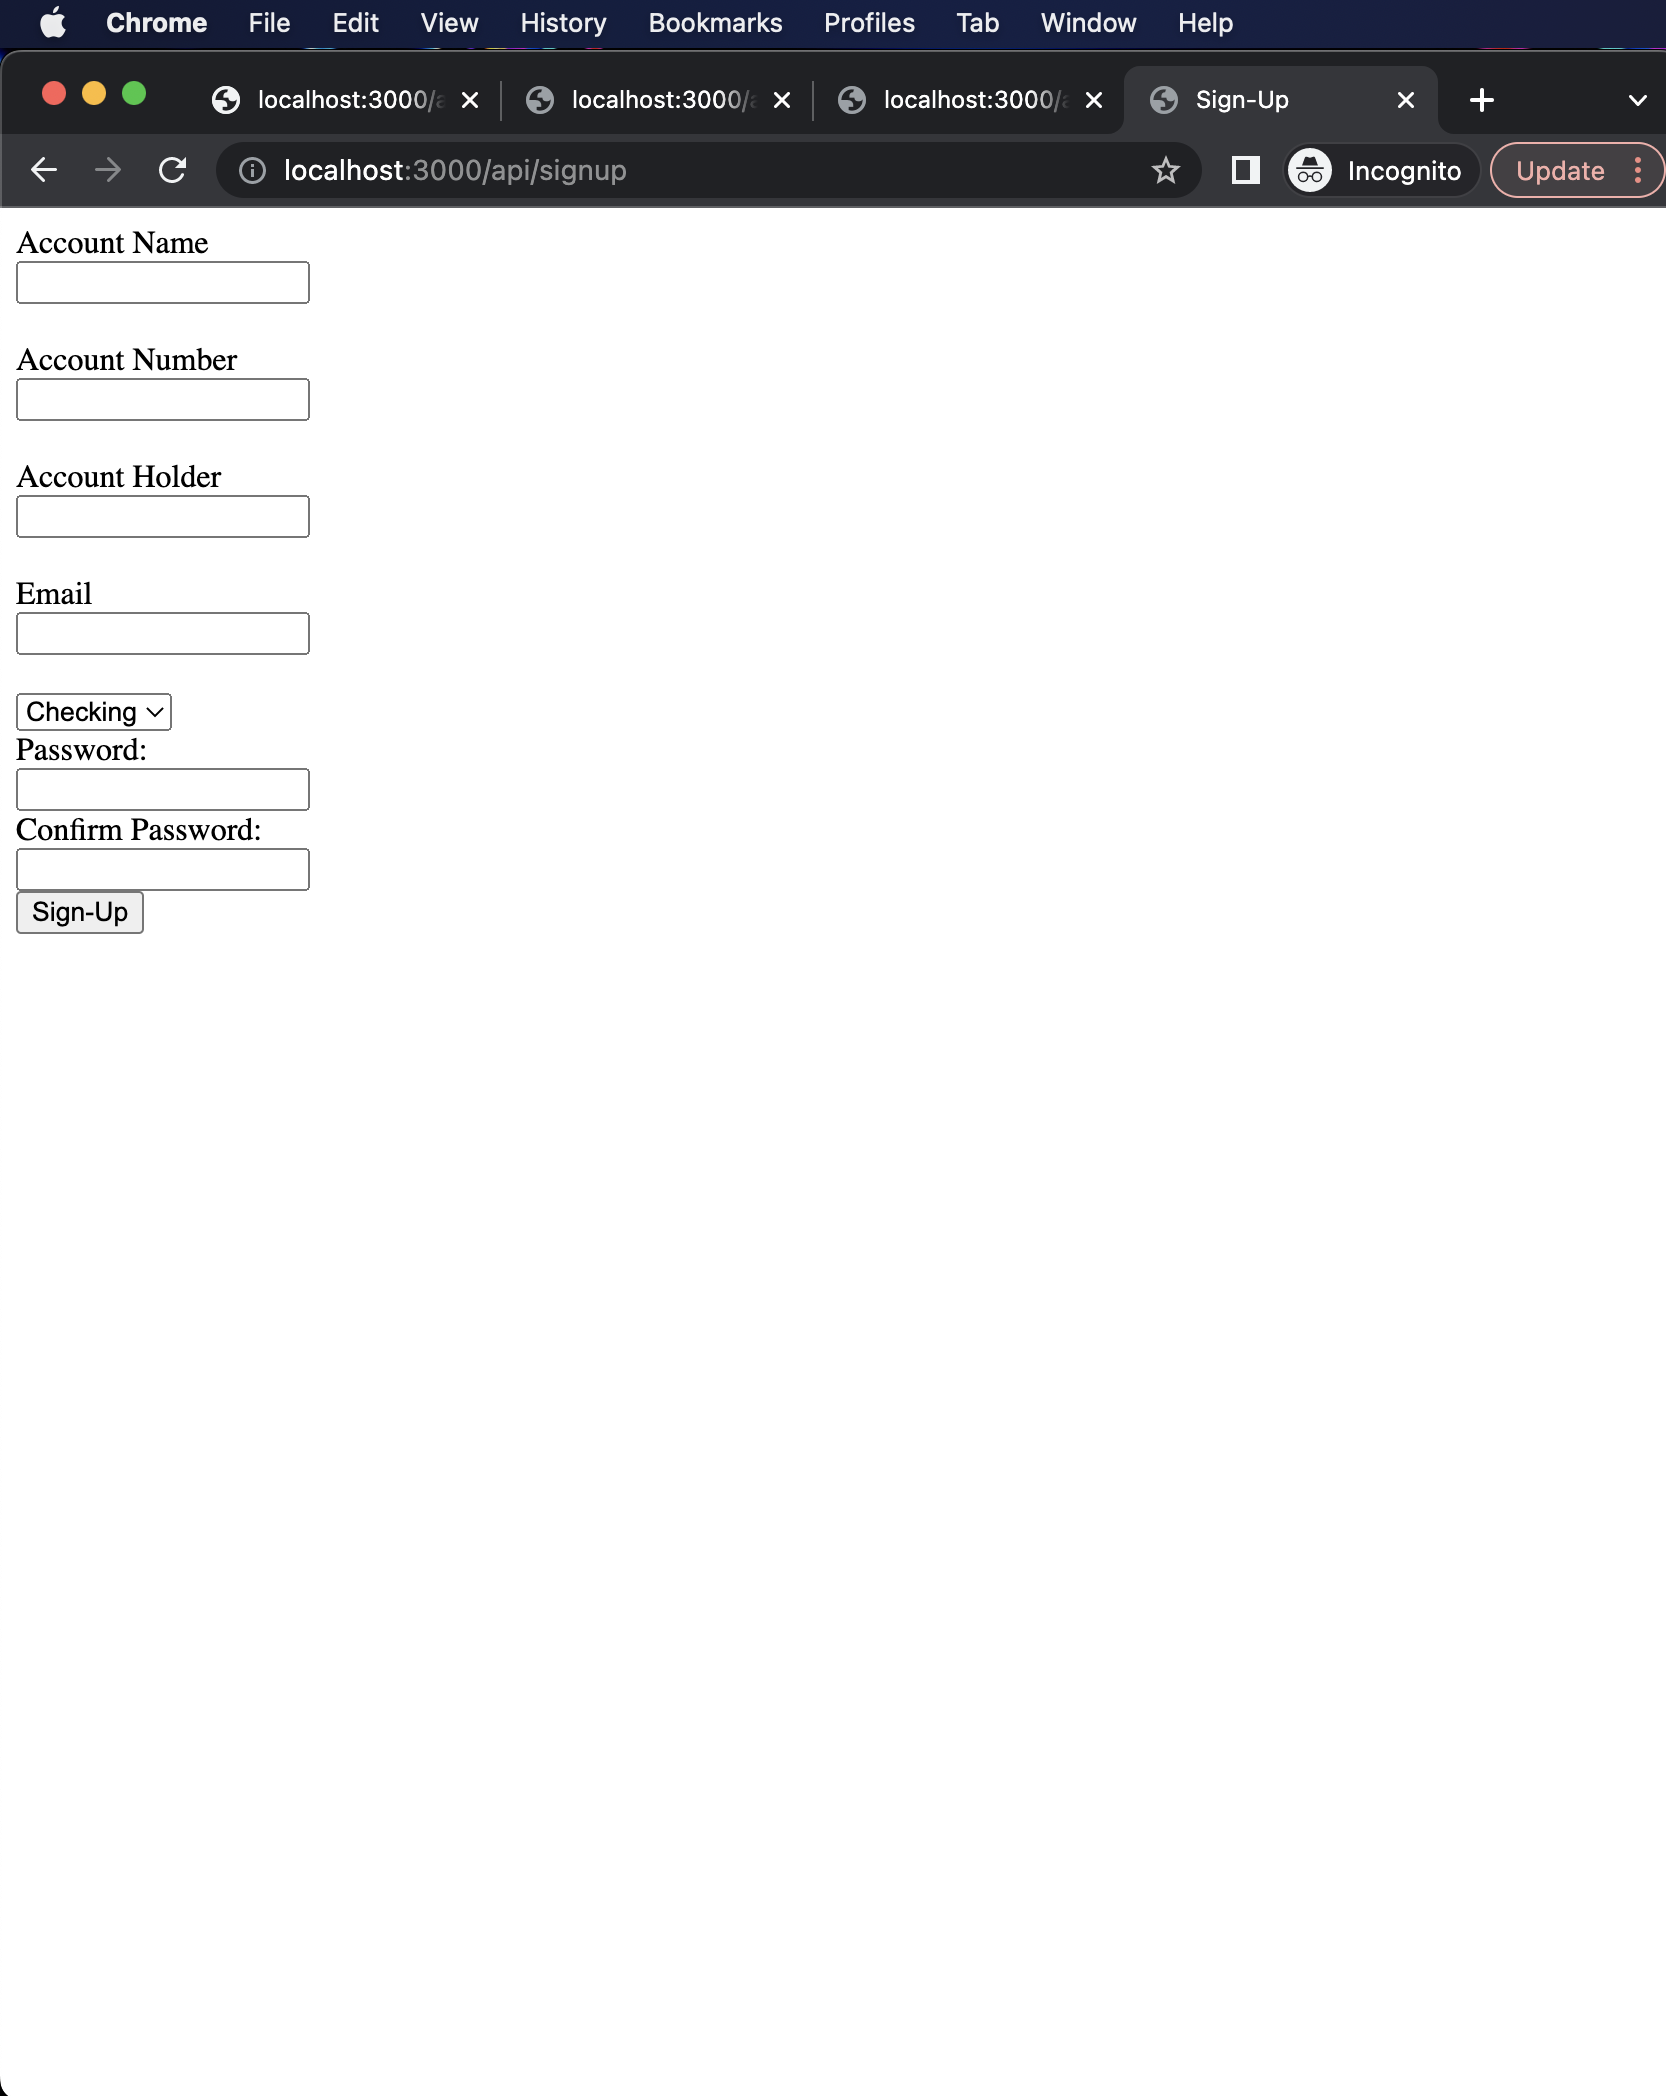 Chrome File Edit View History Bookmarks Profiles Tab Window Help
localhost:3000/a localhost:3000/a localhost:3000/a Sign-Up
localhost:3000/api/signup Incognito Update
Account Name
Account Number
Account Holder
Email
Checking
Password:
Confirm Password:
Sign-Up